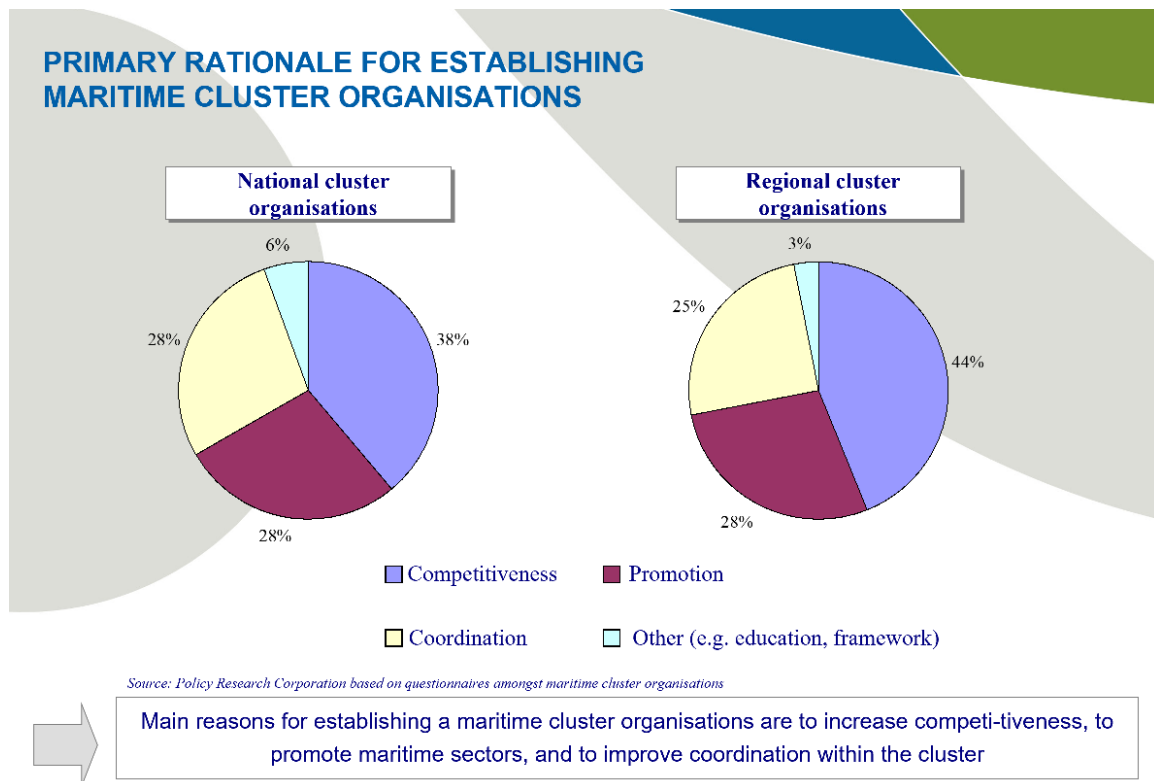 PRIMARY RATIONALE FOR ESTABLISHING
MARITIME CLUSTER ORGANISATIONS
National cluster
organisations
Regional cluster
organisations
6%
38%
28%
28%
3%
44%
25%
28%
Competitiveness
Promotion
Coordination
Other (e.g. education, framework)
Source: Policy Research Corporation based on questionnaires amongst maritime cluster organisations
Main reasons for establishing a maritime cluster organisations are to increase competi-tiveness, to
promote maritime sectors, and to improve coordination within the cluster